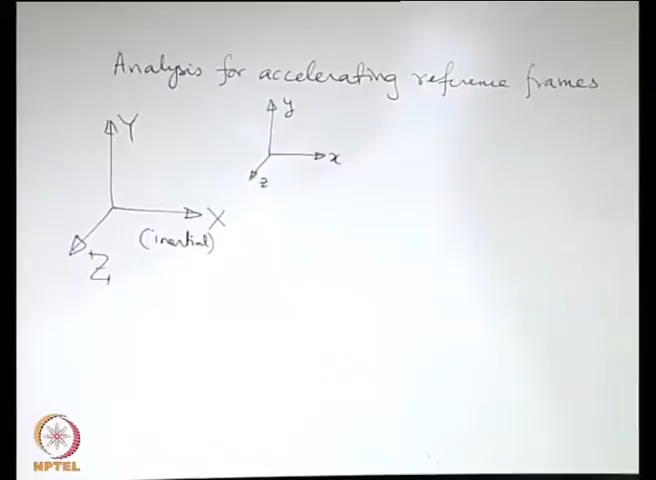 Analysis for accelerating reference frames
Y
y
x
z
X
(inertial)
Z
NPTEL